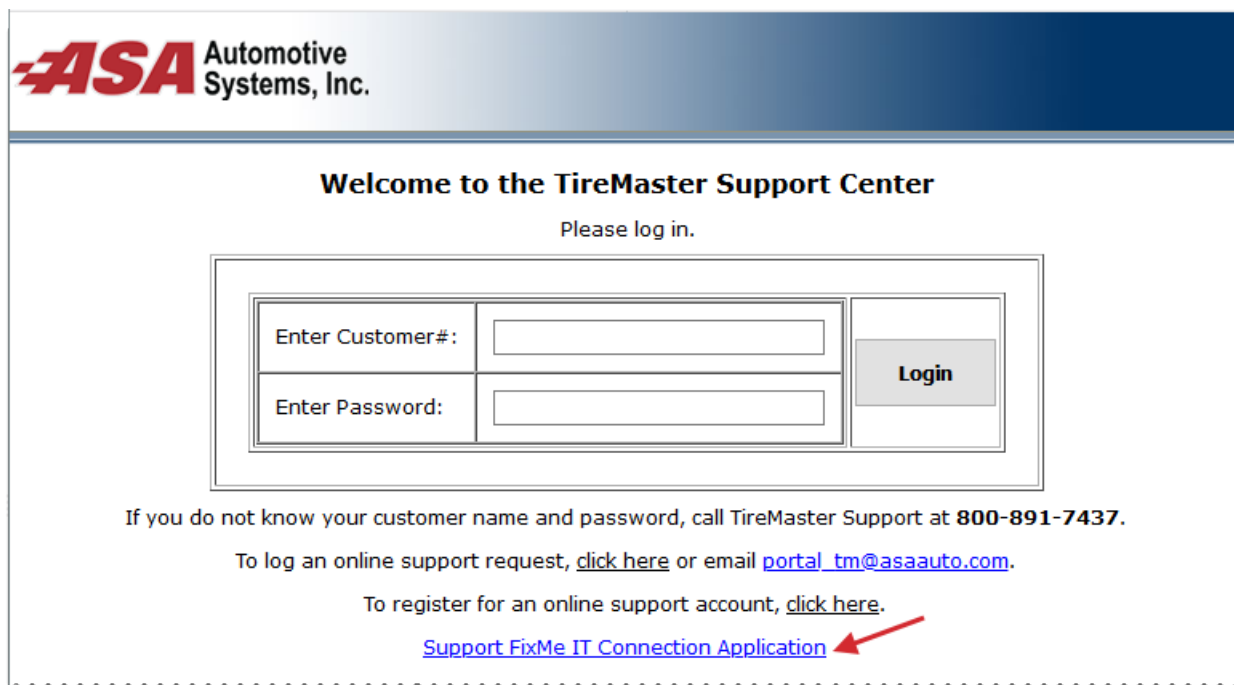 ASA Automotive
Systems, Inc.
Welcome to the TireMaster Support Center
Please log in.
Enter Customer#:
Login
Enter Password:
If you do not know your customer name and password, call TireMaster Support at 800-891-7437.
To log an online support request, click here or email portal_tm@asaauto.com.
To register for an online support account, click here.
Support FixMe IT Connection Application